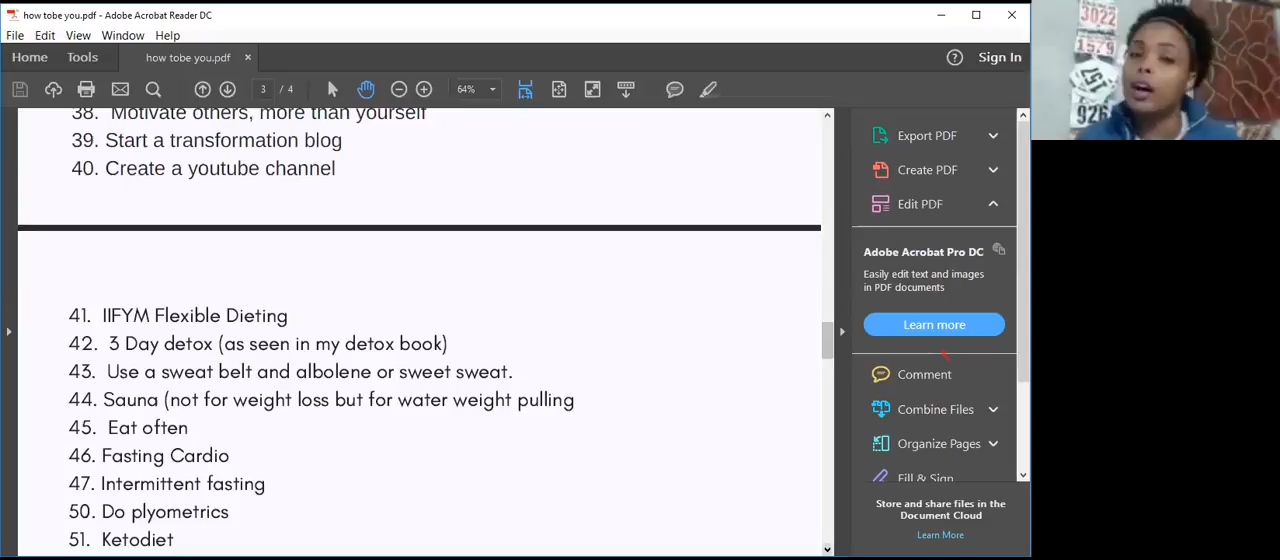 how tobe you.pdf - Adobe Acrobat Reader DC
File Edit View Window Help
Home Tools how tobe you.pdf × ? Sign In
3 / 4 64%
38. Motivate others, more than yourself
39. Start a transformation blog
40. Create a youtube channel
41. IIFYM Flexible Dieting
42. 3 Day detox (as seen in my detox book)
43. Use a sweat belt and albolene or sweet sweat.
44. Sauna (not for weight loss but for water weight pulling
45. Eat often
46. Fasting Cardio
47. Intermittent fasting
50. Do plyometrics
51. Ketodiet
Export PDF
Create PDF
Edit PDF
Adobe Acrobat Pro DC
Easily edit text and images
in PDF documents
Learn more
Comment
Combine Files
Organize Pages
Fill & Sign
Store and share files in the
Document Cloud
Learn More
3022
1579
757
926